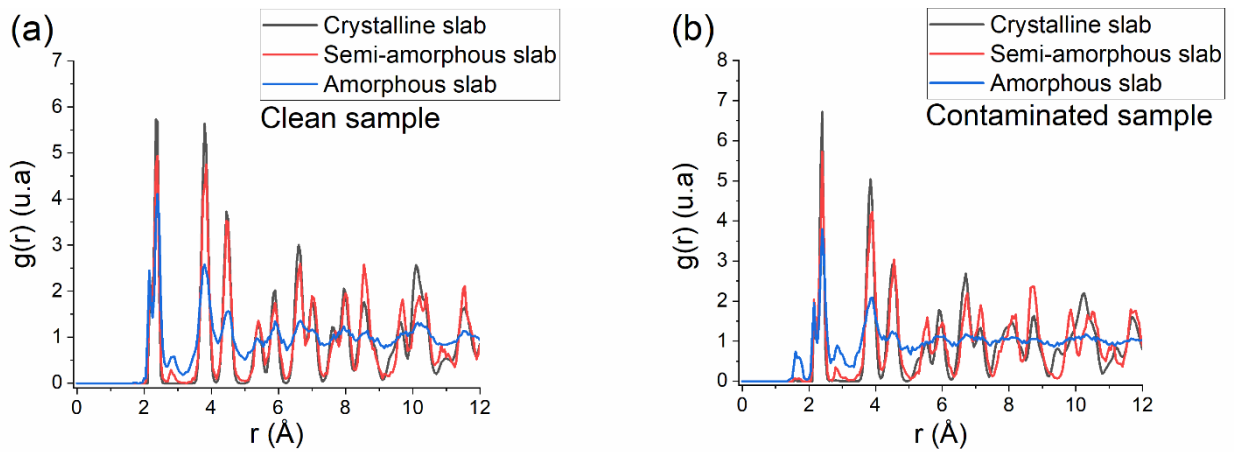 (a)
Crystalline slab
Semi-amorphous slab
Amorphous slab
Clean sample
7
6
5
4
3
2
1
0
g(r) (u.a)
0 2 4 6 8 10 12
r (Å)
(b)
Crystalline slab
Semi-amorphous slab
Amorphous slab
Contaminated sample
8
7
6
5
4
3
2
1
0
g(r) (u.a)
0 2 4 6 8 10 12
r (Å)